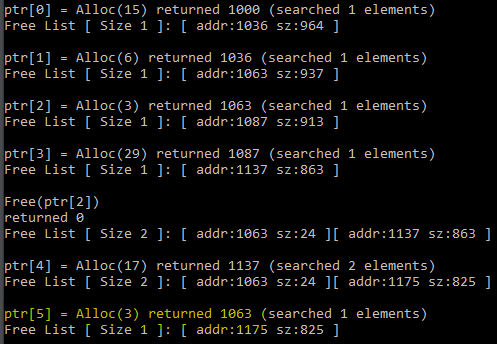 ptr[0] = Alloc(15) returned 1000 (searched 1 elements)
Free List [ Size 1 ]: [ addr:1036 sz:964 ]
ptr[1] = Alloc(6) returned 1036 (searched 1 elements)
Free List [ Size 1 ]: [ addr:1063 sz:937 ]
ptr[2] = Alloc(3) returned 1063 (searched 1 elements)
Free List [ Size 1 ]: [ addr:1087 sz:913 ]
ptr[3] = Alloc(29) returned 1087 (searched 1 elements)
Free List [ Size 1 ]: [ addr:1137 sz:863 ]
Free(ptr[2])
returned 0
Free List [ Size 2 ]: [ addr:1063 sz:24 ][ addr:1137 sz:863 ]
ptr[4] = Alloc(17) returned 1137 (searched 2 elements)
Free List [ Size 2 ]: [ addr:1063 sz:24 ][ addr:1175 sz:825 ]
ptr[5] = Alloc(3) returned 1063 (searched 1 elements)
Free List [ Size 1 ]: [ addr:1175 sz:825 ]